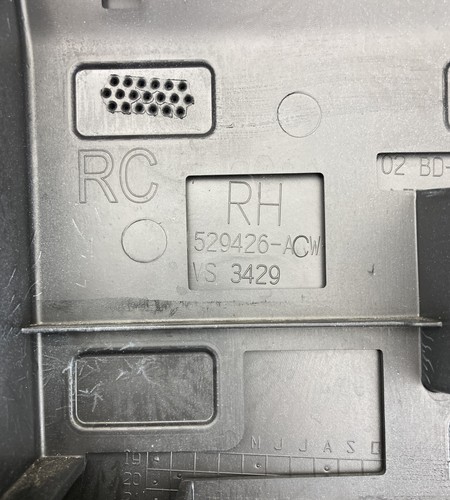 RC
RH
529426-ACW
VS 3429
02 BD-
M J J A S O
19
20